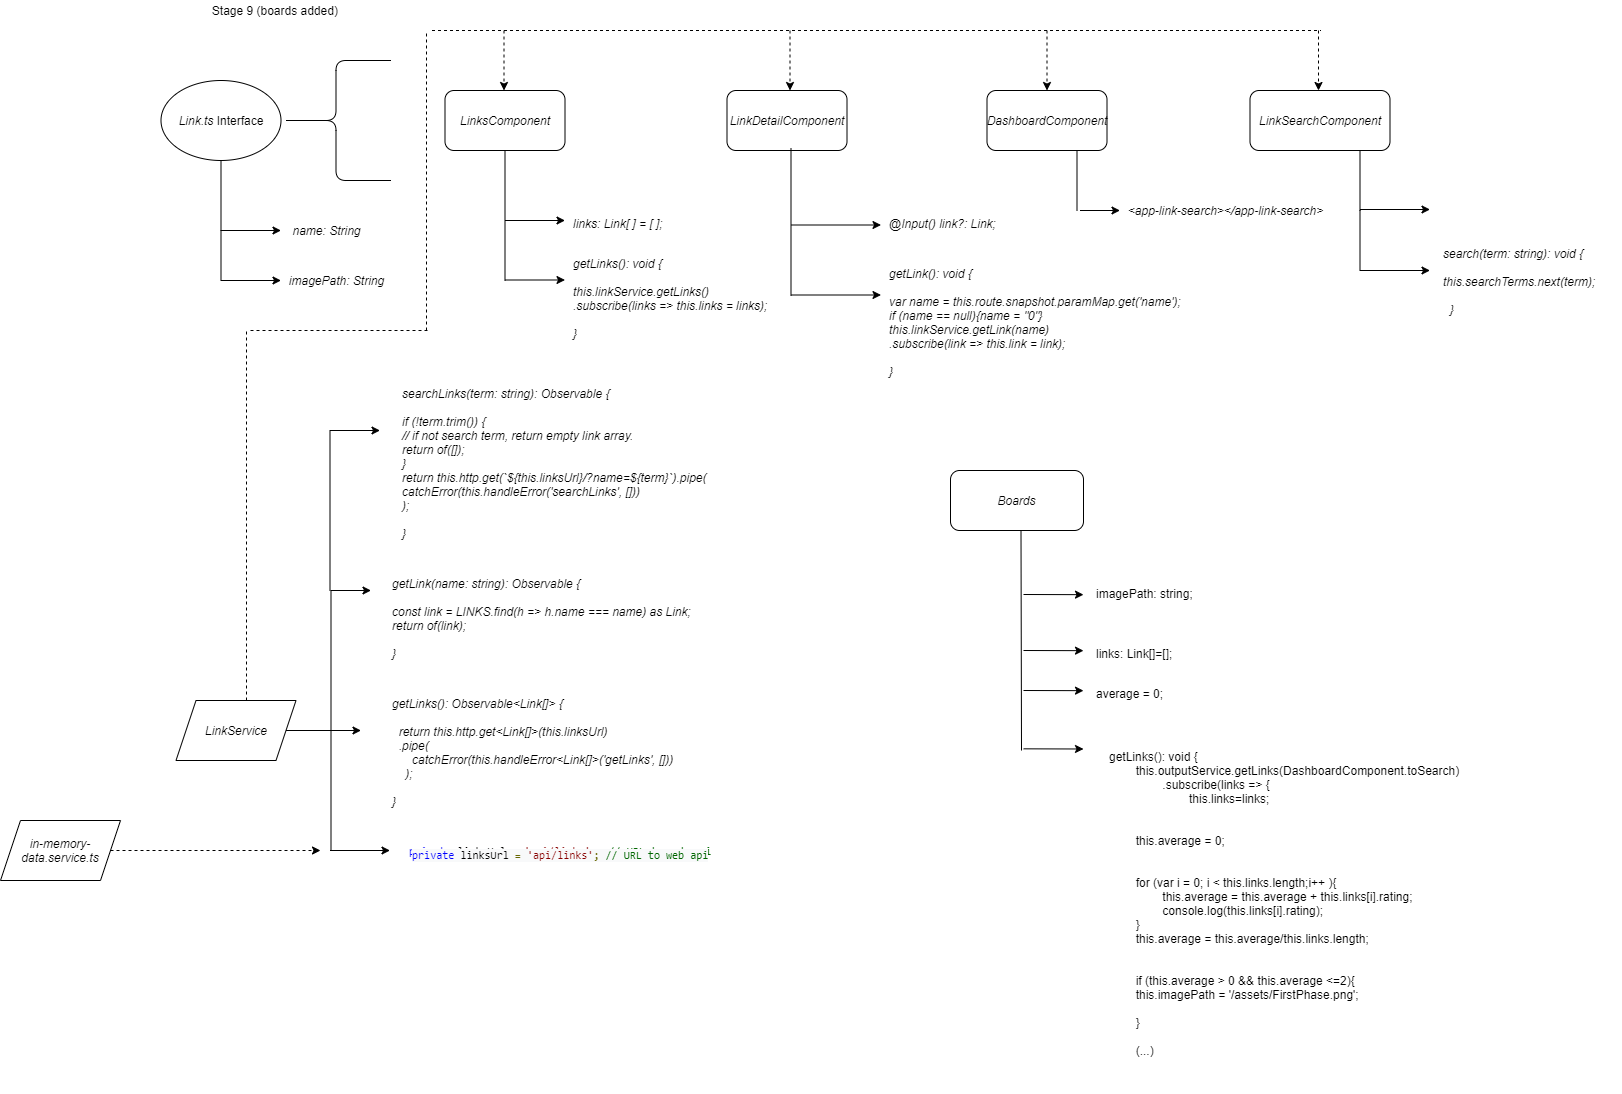 Stage 9 (boards added)
Link.ts Interface
name: String
imagePath: String
LinksComponent
links: Link[ ] = [ ];
getLinks(): void {
this.linkService.getLinks()
.subscribe(links => this.links = links);
}
LinkDetailComponent
@Input() link?: Link;
getLink(): void {
var name = this.route.snapshot.paramMap.get('name');
if (name == null){name = "0"}
this.linkService.getLink(name)
.subscribe(link => this.link = link);
}
DashboardComponent
<app-link-search></app-link-search>
LinkSearchComponent
search(term: string): void {
this.searchTerms.next(term);
}
searchLinks(term: string): Observable {
if (!term.trim()) {
// if not search term, return empty link array.
return of([]);
}
return this.http.get(`${this.linksUrl}/?name=${term}`).pipe(
catchError(this.handleError('searchLinks', []))
);
}
getLink(name: string): Observable {
const link = LINKS.find(h => h.name === name) as Link;
return of(link);
}
LinkService
getLinks(): Observable<Link[]> {
return this.http.get<Link[]>(this.linksUrl)
.pipe(
catchError(this.handleError<Link[]>('getLinks', []))
);
}
in-memory-
data.service.ts
private linksUrl = 'api/links'; // URL to web api
Boards
imagePath: string;
links: Link[]=[];
average = 0;
getLinks(): void {
this.outputService.getLinks(DashboardComponent.toSearch)
.subscribe(links => {
this.links=links;
this.average = 0;
for (var i = 0; i < this.links.length;i++ ){
this.average = this.average + this.links[i].rating;
console.log(this.links[i].rating);
}
this.average = this.average/this.links.length;
if (this.average > 0 && this.average <=2){
this.imagePath = '/assets/FirstPhase.png';
}
(...)